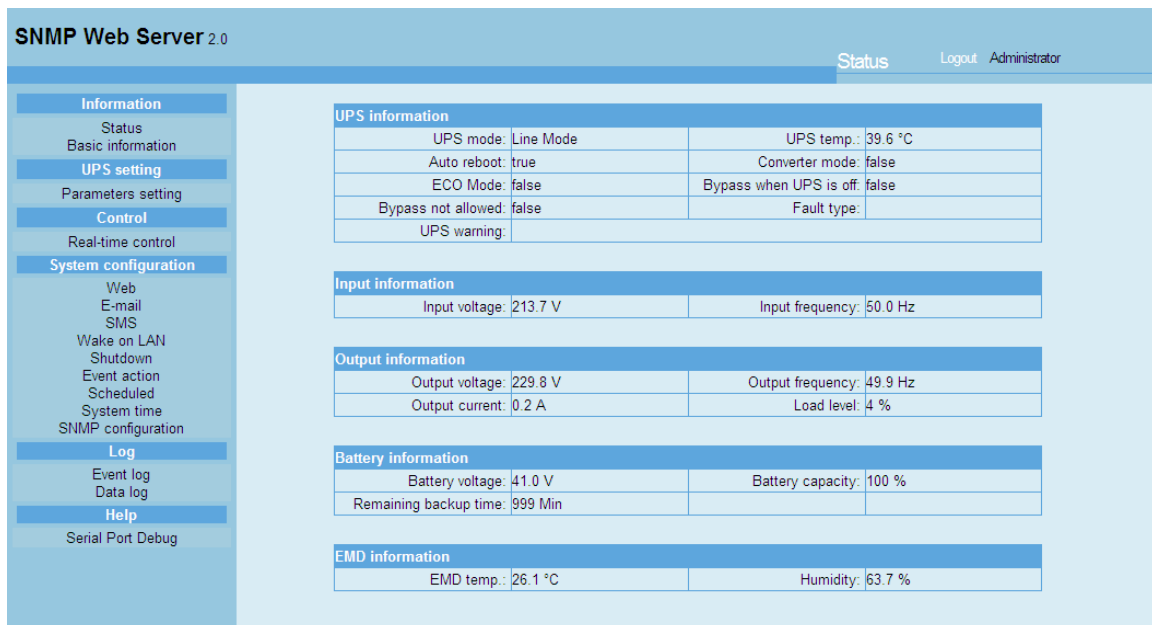 SNMP Web Server 2.0
Status Logout Administrator
Information
Status
Basic information
UPS setting
Parameters setting
Control
Real-time control
System configuration
Web
E-mail
SMS
Wake on LAN
Shutdown
Event action
Scheduled
System time
SNMP configuration
Log
Event log
Data log
Help
Serial Port Debug
UPS information
UPS mode: Line Mode UPS temp.: 39.6 °C
Auto reboot: true Converter mode: false
ECO Mode: false Bypass when UPS is off: false
Bypass not allowed: false Fault type:
UPS warning:
Input information
Input voltage: 213.7 V Input frequency: 50.0 Hz
Output information
Output voltage: 229.8 V Output frequency: 49.9 Hz
Output current: 0.2 A Load level: 4 %
Battery information
Battery voltage: 41.0 V Battery capacity: 100 %
Remaining backup time: 999 Min
EMD information
EMD temp.: 26.1 °C Humidity: 63.7 %